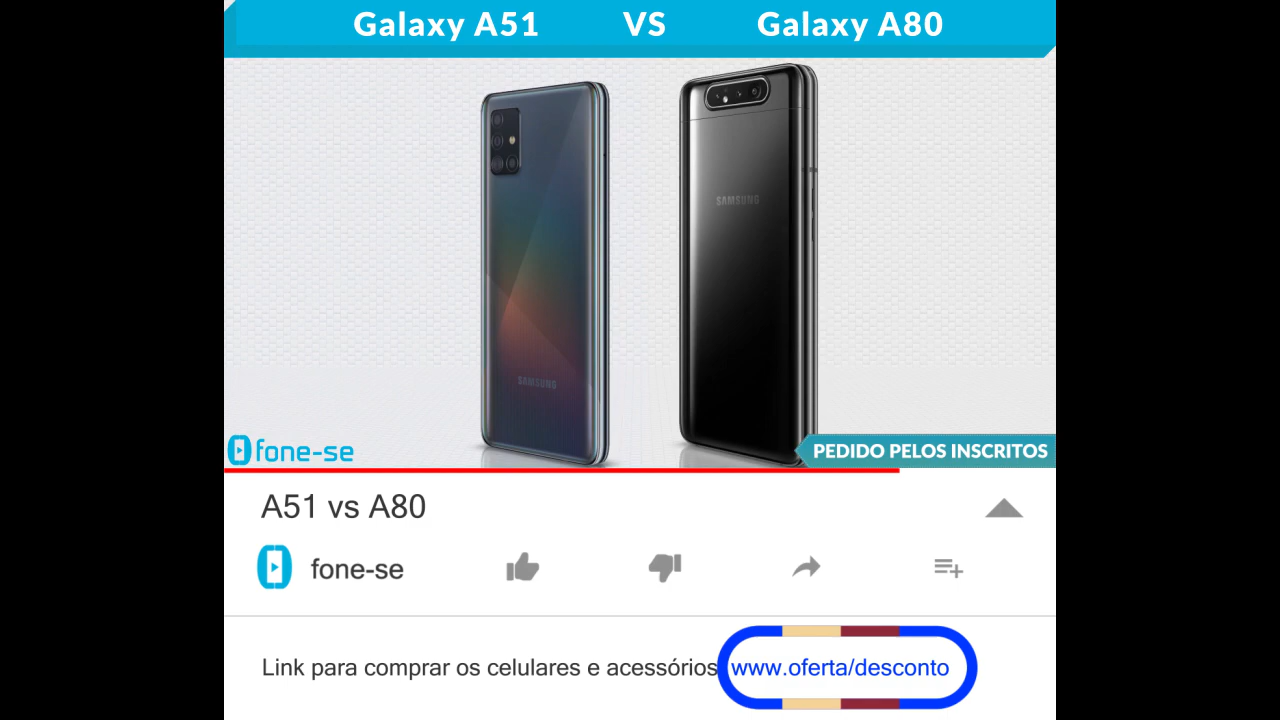 Galaxy A51 VS Galaxy A80
SAMSUNG
SAMSUNG
fone-se
PEDIDO PELOS INSCRITOS
A51 vs A80
fone-se
Link para comprar os celulares e acessórios www.oferta/desconto